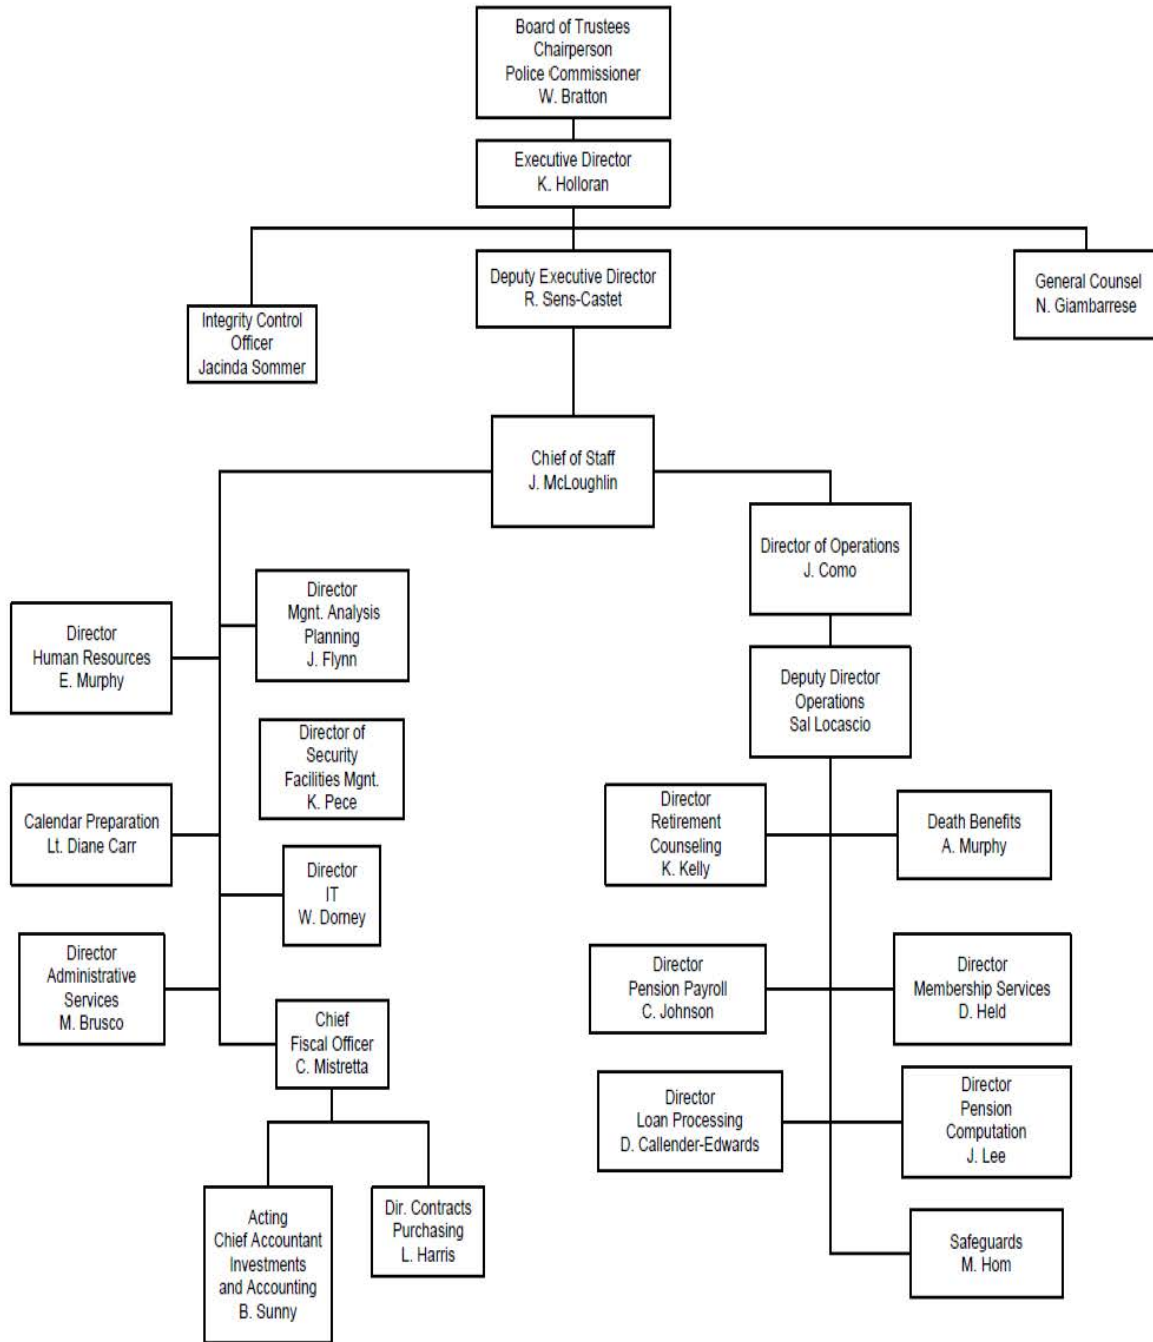 Board of Trustees
Chairperson
Police Commissioner
W. Bratton
Executive Director
K. Holloran
Deputy Executive Director
R. Sens-Castet
General Counsel
N. Giambarrese
Integrity Control
Officer
Jacinda Sommer
Chief of Staff
J. McLoughlin
Director of Operations
J. Como
Director
Mgnt. Analysis
Planning
J. Flynn
Director
Human Resources
E. Murphy
Deputy Director
Operations
Sal Locascio
Director of
Security
Facilities Mgnt.
K. Pece
Calendar Preparation
Lt. Diane Carr
Director
Retirement
Counseling
K. Kelly
Death Benefits
A. Murphy
Director
IT
W. Dorney
Director
Administrative
Services
M. Brusco
Director
Pension Payroll
C. Johnson
Director
Membership Services
D. Held
Chief
Fiscal Officer
C. Mistretta
Director
Loan Processing
D. Callender-Edwards
Director
Pension
Computation
J. Lee
Acting
Chief Accountant
Investments
and Accounting
B. Sunny
Dir. Contracts
Purchasing
L. Harris
Safeguards
M. Hom